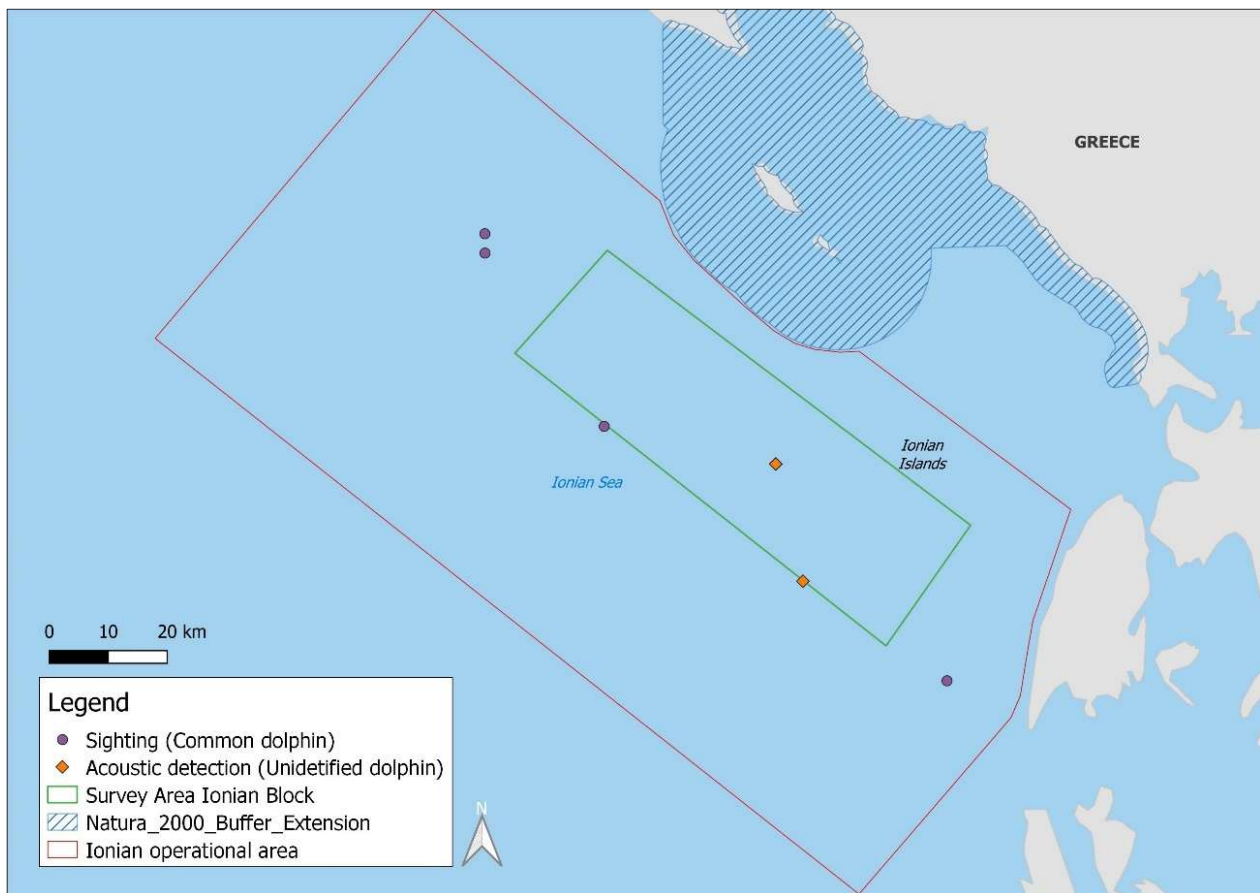 GREECE
Ionian
Islands
Ionian Sea
0 10 20 km
N
Legend
Sighting (Common dolphin)
Acoustic detection (Unidetified dolphin)
Survey Area Ionian Block
Natura_2000_Buffer_Extension
Ionian operational area